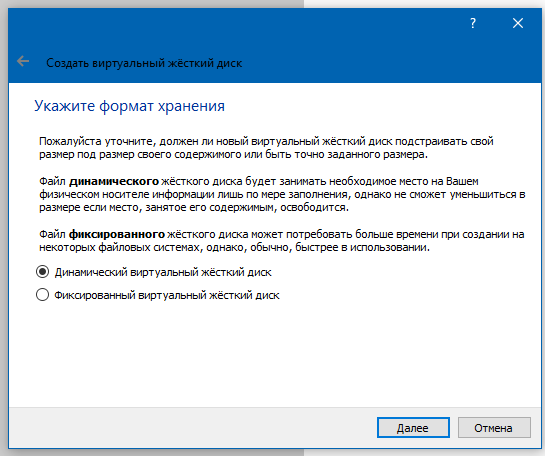 ?
Создать виртуальный жёсткий диск
Укажите формат хранения
Пожалуйста уточните, должен ли новый виртуальный жёсткий диск подстраивать свой
размер под размер своего содержимого или быть точно заданного размера.
Файл динамического жёсткого диска будет занимать необходимое место на Вашем
физическом носителе информации лишь по мере заполнения, однако не сможет уменьшиться в
размере если место, занятое его содержимым, освободится.
Файл фиксированного жёсткого диска может потребовать больше времени при создании на
некоторых файловых системах, однако, обычно, быстрее в использовании.
Динамический виртуальный жёсткий диск
Фиксированный виртуальный жёсткий диск
Далее Отмена